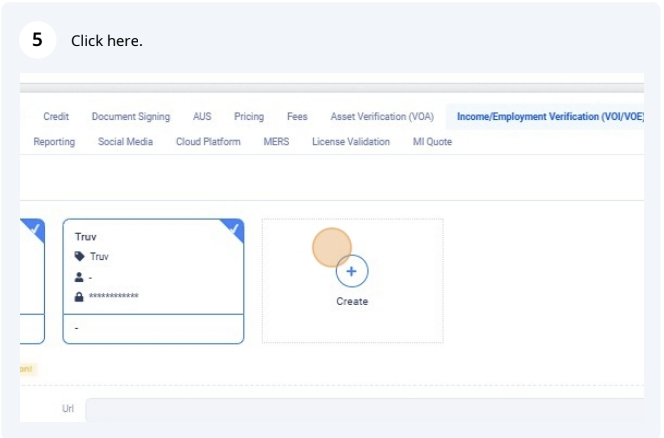 5 Click here.
Credit Document Signing AUS Pricing Fees Asset Verification (VOA) Income/Employment Verification (VOI/VOE)
Reporting Social Media Cloud Platform MERS License Validation MI Quote
Truv
Truv
-
************
-
+
Create
on!
Url